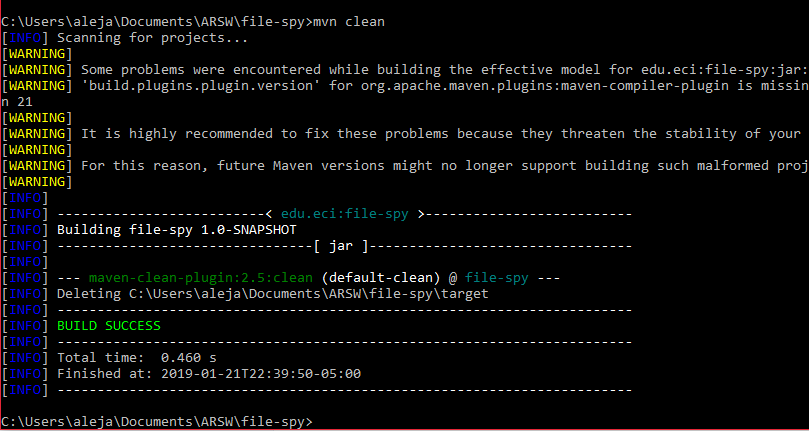 C:\Users\aleja\Documents\ARSW\file-spy>mvn clean
[INFO] Scanning for projects...
[WARNING]
[WARNING] Some problems were encountered while building the effective model for edu.eci:file-spy:jar:
[WARNING] 'build.plugins.plugin.version' for org.apache.maven.plugins:maven-compiler-plugin is missin
n 21
[WARNING]
[WARNING] It is highly recommended to fix these problems because they threaten the stability of your
[WARNING]
[WARNING] For this reason, future Maven versions might no longer support building such malformed proj
[WARNING]
[INFO]
[INFO] --------------------------< edu.eci:file-spy >--------------------------
[INFO] Building file-spy 1.0-SNAPSHOT
[INFO] --------------------------------[ jar ]---------------------------------
[INFO]
[INFO] --- maven-clean-plugin:2.5:clean (default-clean) @ file-spy ---
[INFO] Deleting C:\Users\aleja\Documents\ARSW\file-spy\target
[INFO] ------------------------------------------------------------------------
[INFO] BUILD SUCCESS
[INFO] ------------------------------------------------------------------------
[INFO] Total time:  0.460 s
[INFO] Finished at: 2019-01-21T22:39:50-05:00
[INFO] ------------------------------------------------------------------------
C:\Users\aleja\Documents\ARSW\file-spy>